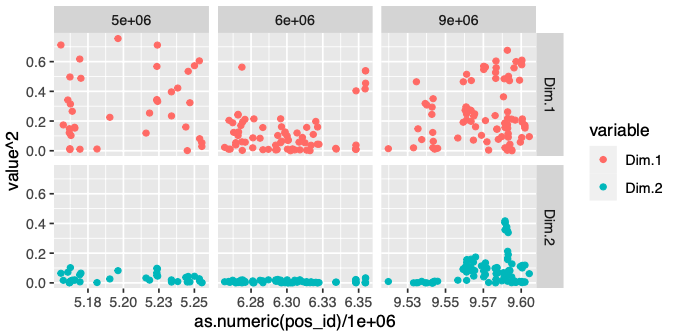 5e+06 6e+06 9e+06
0.6
0.4
0.2
0.0
Dim.1
0.6
0.4
0.2
0.0
Dim.2
value^2
5.18 5.20 5.23 5.25 6.28 6.30 6.33 6.35 9.53 9.55 9.57 9.60
as.numeric(pos_id)/1e+06
variable
Dim.1
Dim.2